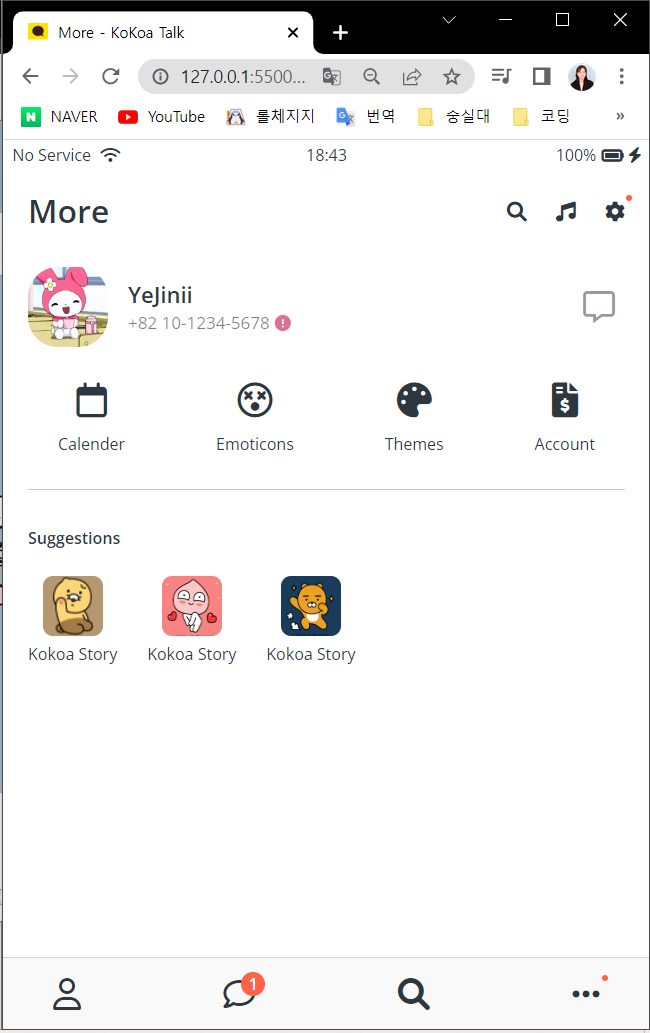 More - KoKoa Talk
127.0.0.1:5500...
NAVER
YouTube
롤체지지
번역
숭실대
코딩
»
No Service
18:43
100%
More
YeJinii
+82 10-1234-5678
Calender
Emoticons
Themes
Account
Suggestions
Kokoa Story
Kokoa Story
Kokoa Story
1